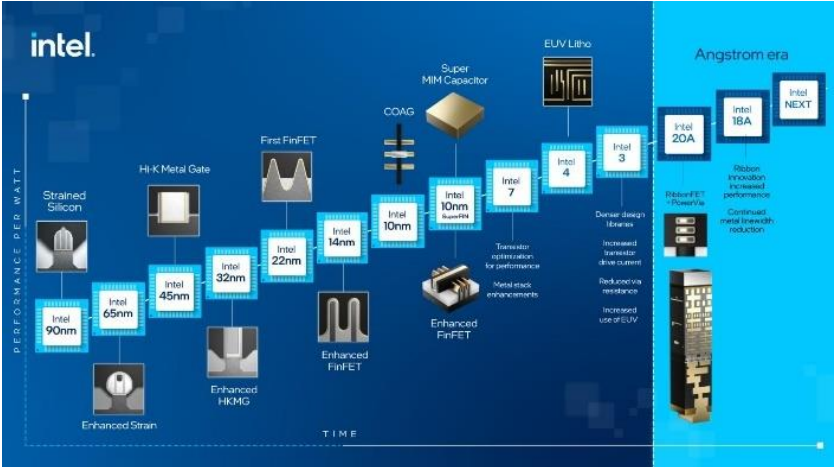 intel.
Angstrom era
EUV Litho
Super
MIM Capacitor
COAG
First FinFET
Hi-K Metal Gate
Strained
Silicon
Intel
90nm
Intel
65nm
Intel
45nm
Intel
32nm
Intel
22nm
Intel
14nm
Intel
10nm
Intel
10nm
SuperFIN
Intel
7
Intel
4
Intel
3
Intel
20A
Intel
18A
Intel
NEXT
Enhanced Strain
Enhanced
HKMG
Enhanced
FinFET
Enhanced
FinFET
Transistor
optimization
for performance
Metal stack
enhancements
Denser design
libraries
Increased
transistor
drive current
Reduced via
resistance
Increased
use of EUV
RibbonFET
+ PowerVia
Ribbon
innovation
increased
performance
Continued
metal linewidth
reduction
PERFORMANCE PER WATT
TIME